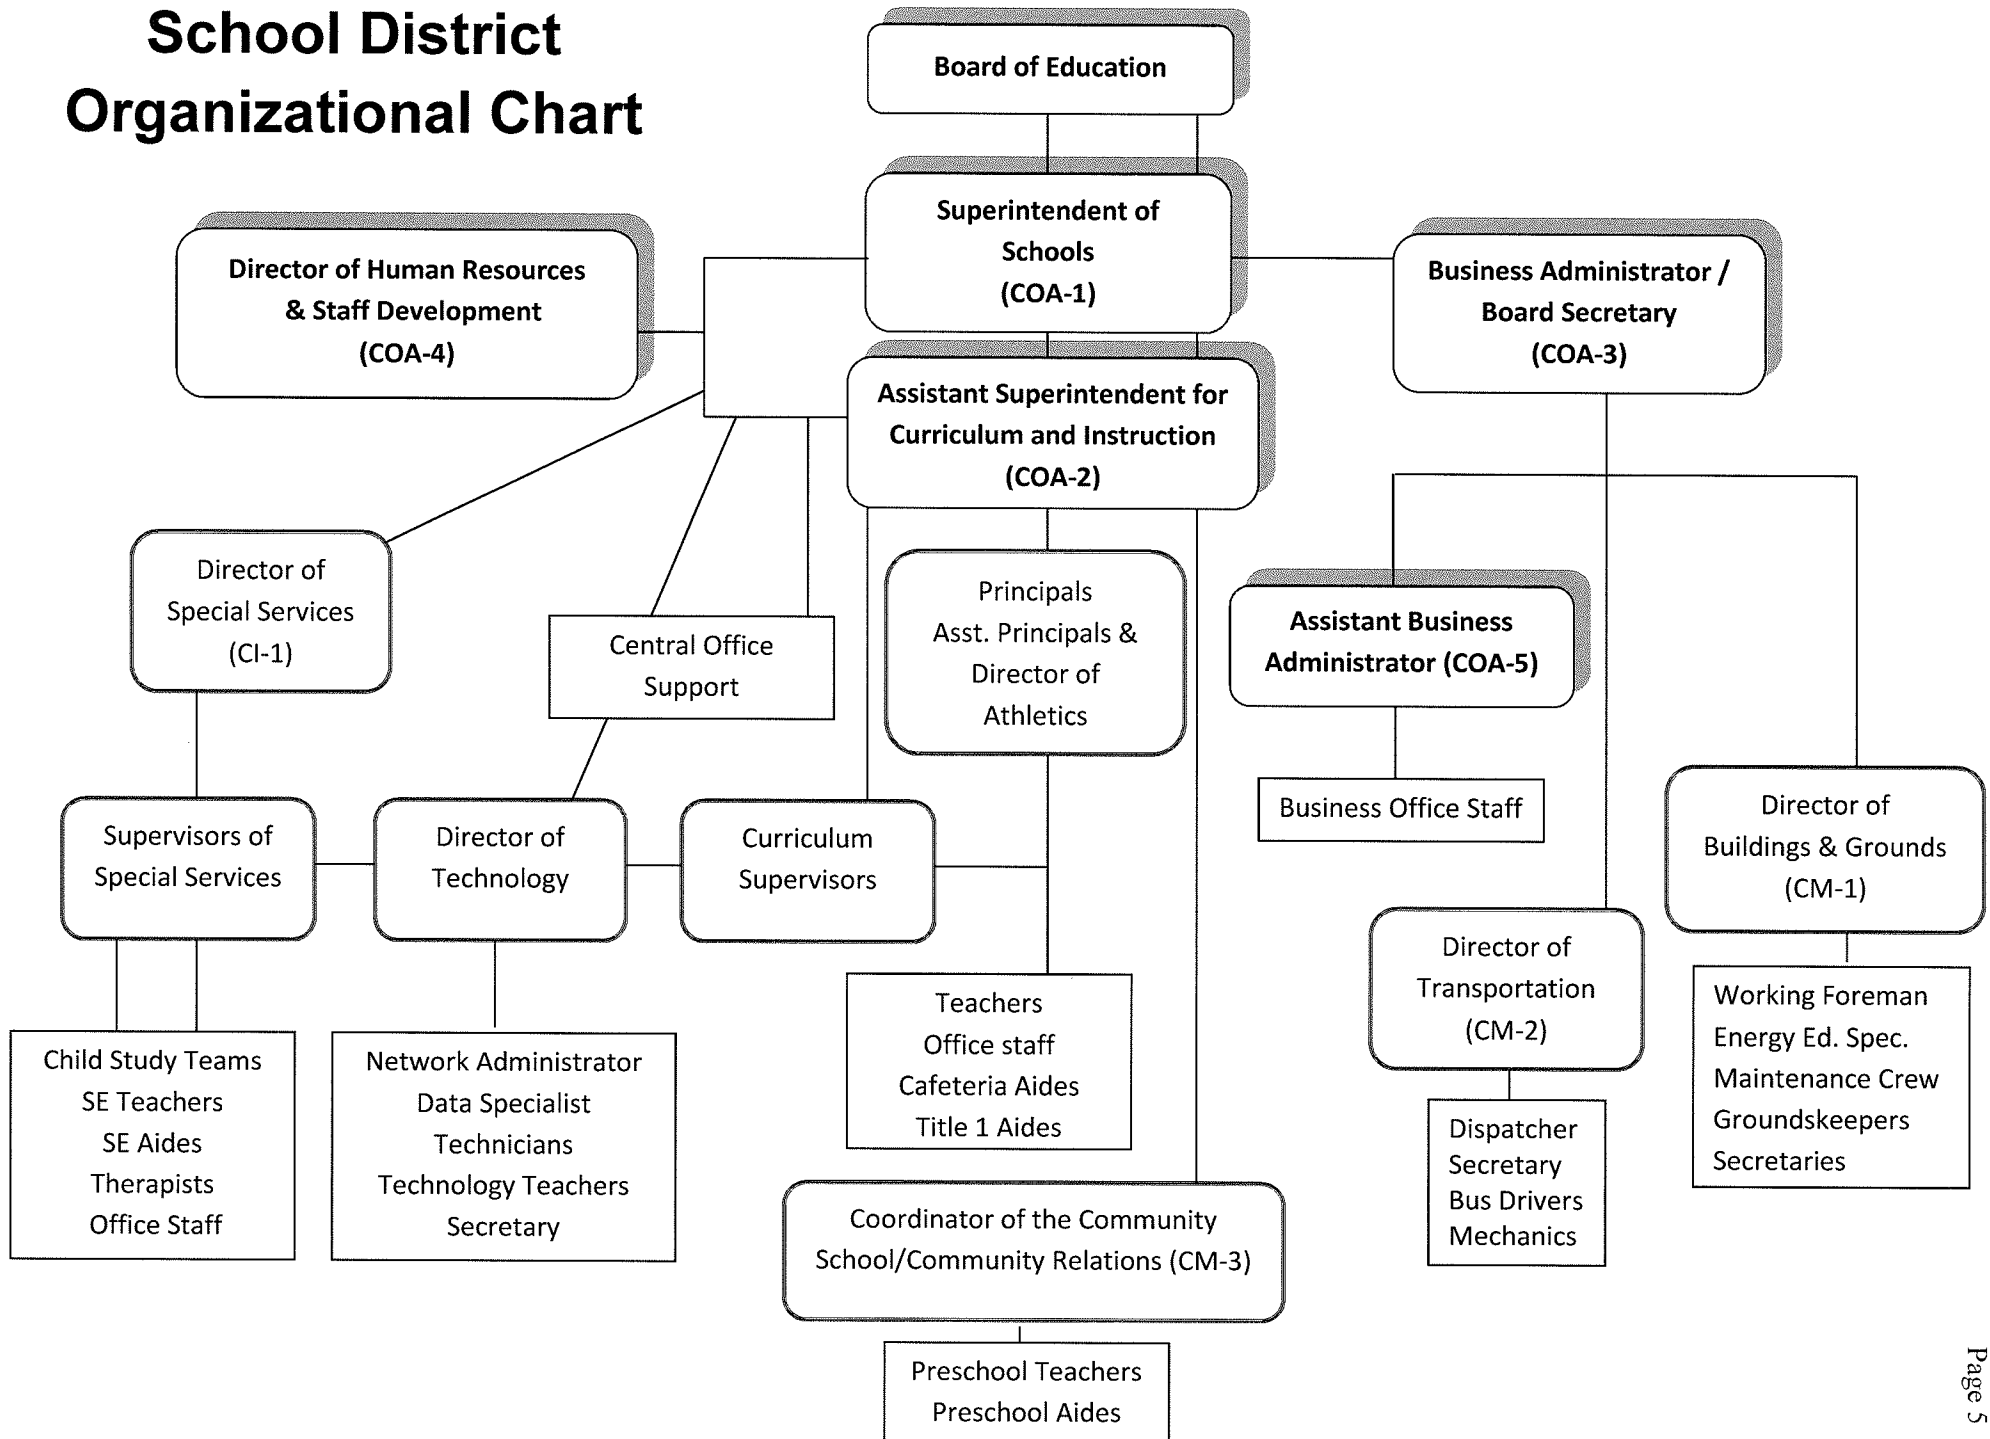 School District
Organizational Chart
Board of Education
Superintendent of
Schools
(COA-1)
Director of Human Resources
& Staff Development
(COA-4)
Business Administrator /
Board Secretary
(COA-3)
Assistant Superintendent for
Curriculum and Instruction
(COA-2)
Director of
Special Services
(CI-1)
Central Office
Support
Principals
Asst. Principals &
Director of
Athletics
Assistant Business
Administrator (COA-5)
Business Office Staff
Director of
Buildings & Grounds
(CM-1)
Supervisors of
Special Services
Director of
Technology
Curriculum
Supervisors
Director of
Transportation
(CM-2)
Working Foreman
Energy Ed. Spec.
Maintenance Crew
Groundskeepers
Secretaries
Teachers
Office staff
Cafeteria Aides
Title 1 Aides
Child Study Teams
SE Teachers
SE Aides
Therapists
Office Staff
Network Administrator
Data Specialist
Technicians
Technology Teachers
Secretary
Dispatcher
Secretary
Bus Drivers
Mechanics
Coordinator of the Community
School/Community Relations (CM-3)
Preschool Teachers
Preschool Aides
Page 5